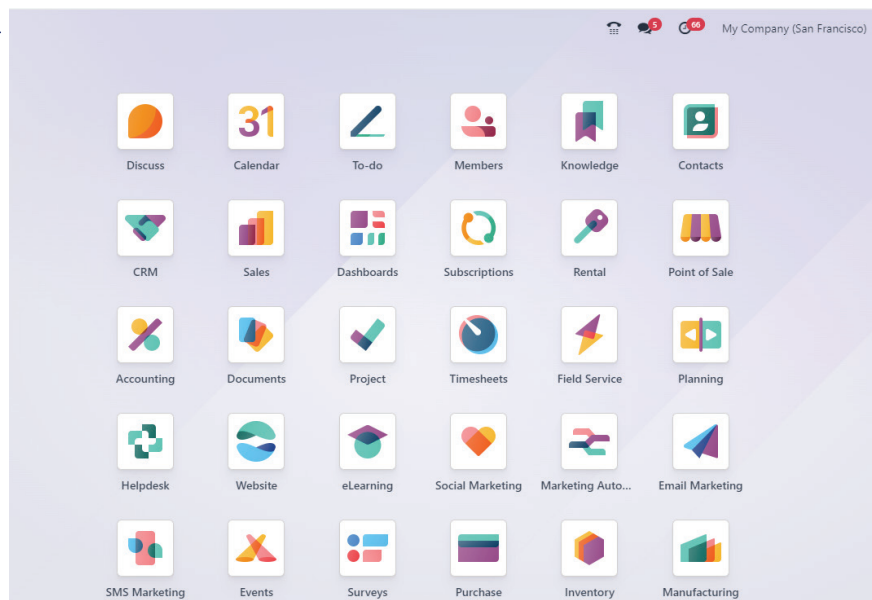 5 66 My Company (San Francisco)
31
Discuss Calendar To-do Members Knowledge Contacts
CRM Sales Dashboards Subscriptions Rental Point of Sale
Accounting Documents Project Timesheets Field Service Planning
Helpdesk Website eLearning Social Marketing Marketing Auto... Email Marketing
SMS Marketing Events Surveys Purchase Inventory Manufacturing